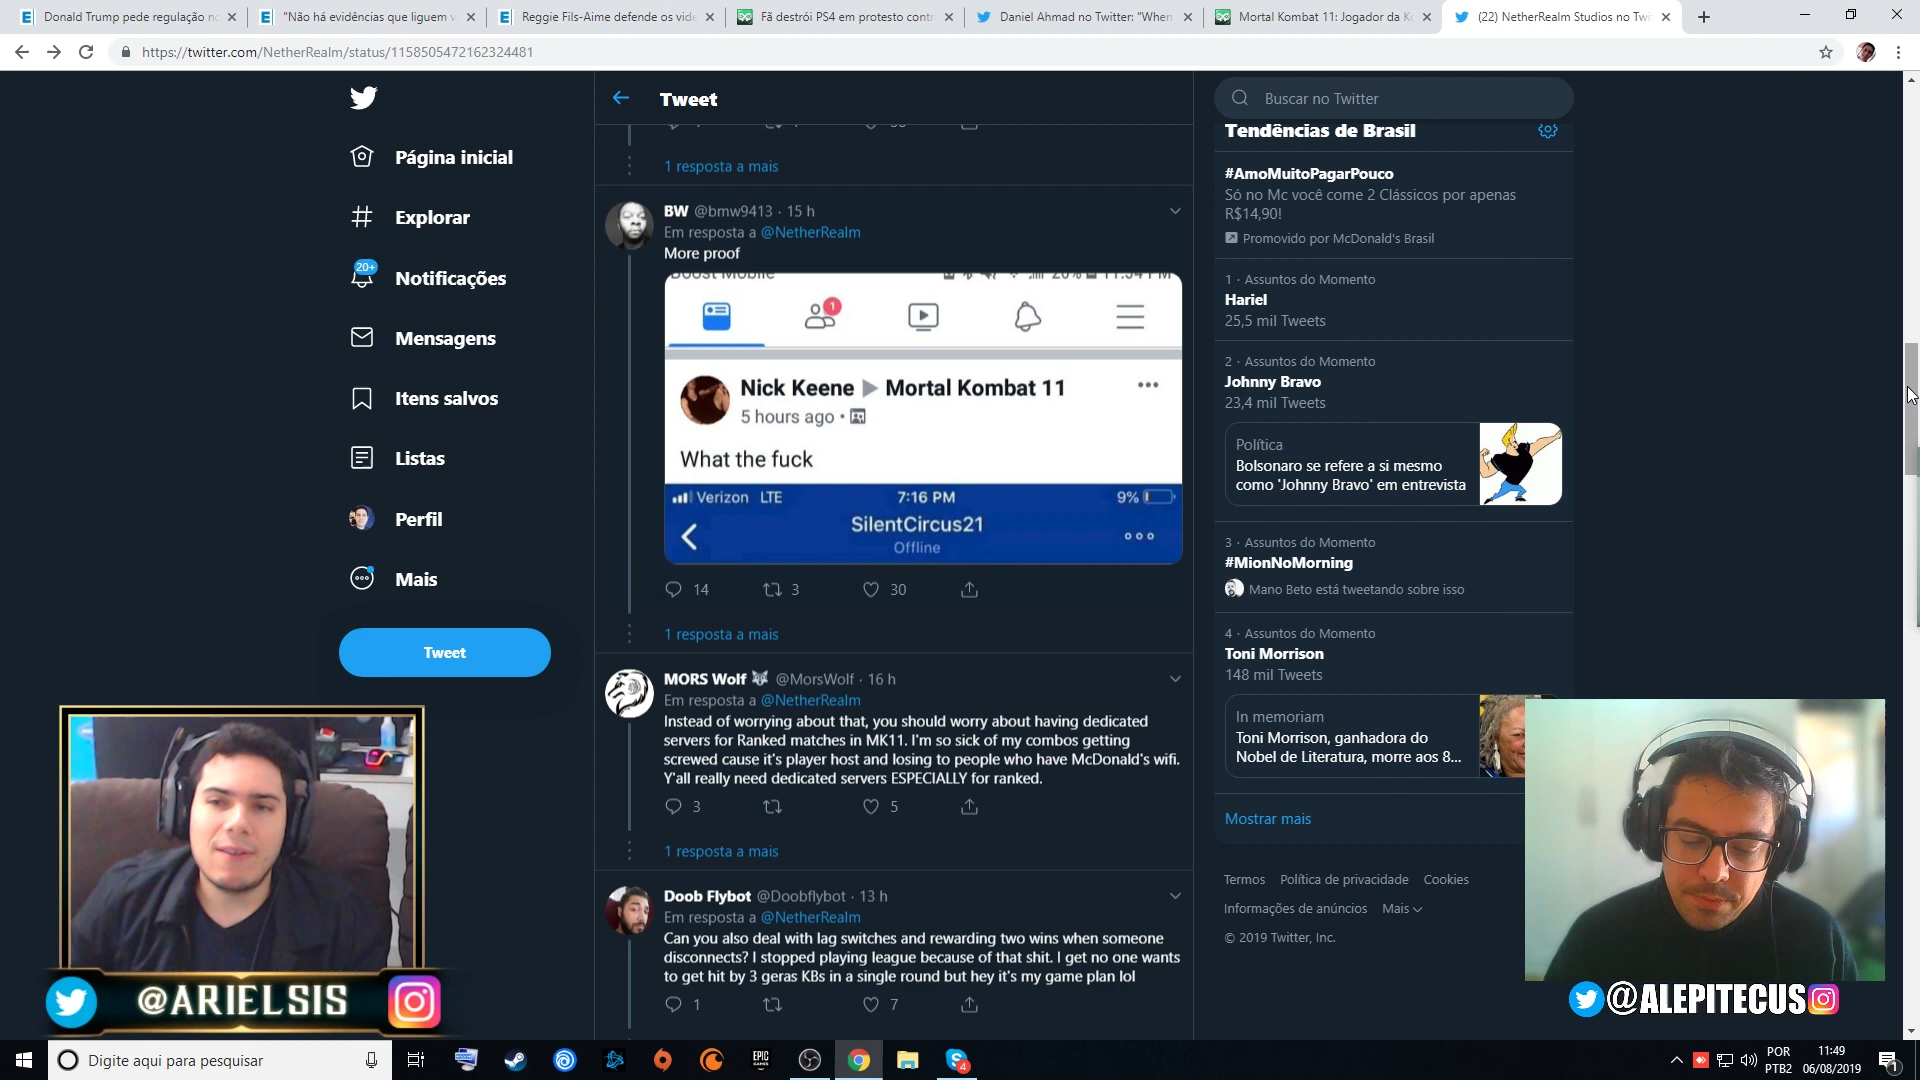 Donald Trump pede regulação n
"Não há evidências que liguem v
Reggie Fils-Aime defende os vide
Fã destrói PS4 em protesto contr
Daniel Ahmad no Twitter: "When
Mortal Kombat 11: Jogador da K
(22) NetherRealm Studios no Twi
https://twitter.com/NetherRealm/status/1158505472162324481
Página inicial
Explorar
20+
Notificações
Mensagens
Itens salvos
Listas
Perfil
Mais
Tweet
Tweet
1 resposta a mais
BW @bmw9413 · 15 h
Em resposta a @NetherRealm
More proof
Boost Mobile 20% 11:54 PM
1
Nick Keene ▶ Mortal Kombat 11
5 hours ago
What the fuck
Verizon LTE 7:16 PM 9%
SilentCircus21
Offline
14 3 30
1 resposta a mais
MORS Wolf @MorsWolf · 16 h
Em resposta a @NetherRealm
Instead of worrying about that, you should worry about having dedicated
servers for Ranked matches in MK11. I'm so sick of my combos getting
screwed cause it's player host and losing to people who have McDonald's wifi.
Y'all really need dedicated servers ESPECIALLY for ranked.
3 5
1 resposta a mais
Doob Flybot @Doobflybot · 13 h
Em resposta a @NetherRealm
Can you also deal with lag switches and rewarding two wins when someone
disconnects? I stopped playing league because of that shit. I get no one wants
to get hit by 3 geras KBs in a single round but hey it's my game plan lol
1 7
Buscar no Twitter
Tendências de Brasil
#AmoMuitoPagarPouco
Só no Mc você come 2 Clássicos por apenas
R$14,90!
Promovido por McDonald's Brasil
1 · Assuntos do Momento
Hariel
25,5 mil Tweets
2 · Assuntos do Momento
Johnny Bravo
23,4 mil Tweets
Política
Bolsonaro se refere a si mesmo
como 'Johnny Bravo' em entrevista
3 · Assuntos do Momento
#MionNoMorning
Mano Beto está tweetando sobre isso
4 · Assuntos do Momento
Toni Morrison
148 mil Tweets
In memoriam
Toni Morrison, ganhadora do
Nobel de Literatura, morre aos 8...
Mostrar mais
Termos Política de privacidade Cookies
Informações de anúncios Mais
© 2019 Twitter, Inc.
@ARIELSIS
@ALEPITECUS
Digite aqui para pesquisar
EPIC GAMES
4
POR
PTB2
11:49
06/08/2019
1